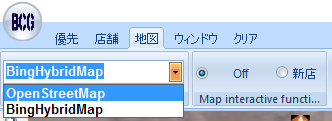 BCG
優先 店舗 地図 ウィンドウ クリア
BingHybridMap
Off 新店
OpenStreetMap
BingHybridMap
Map interactive functi...